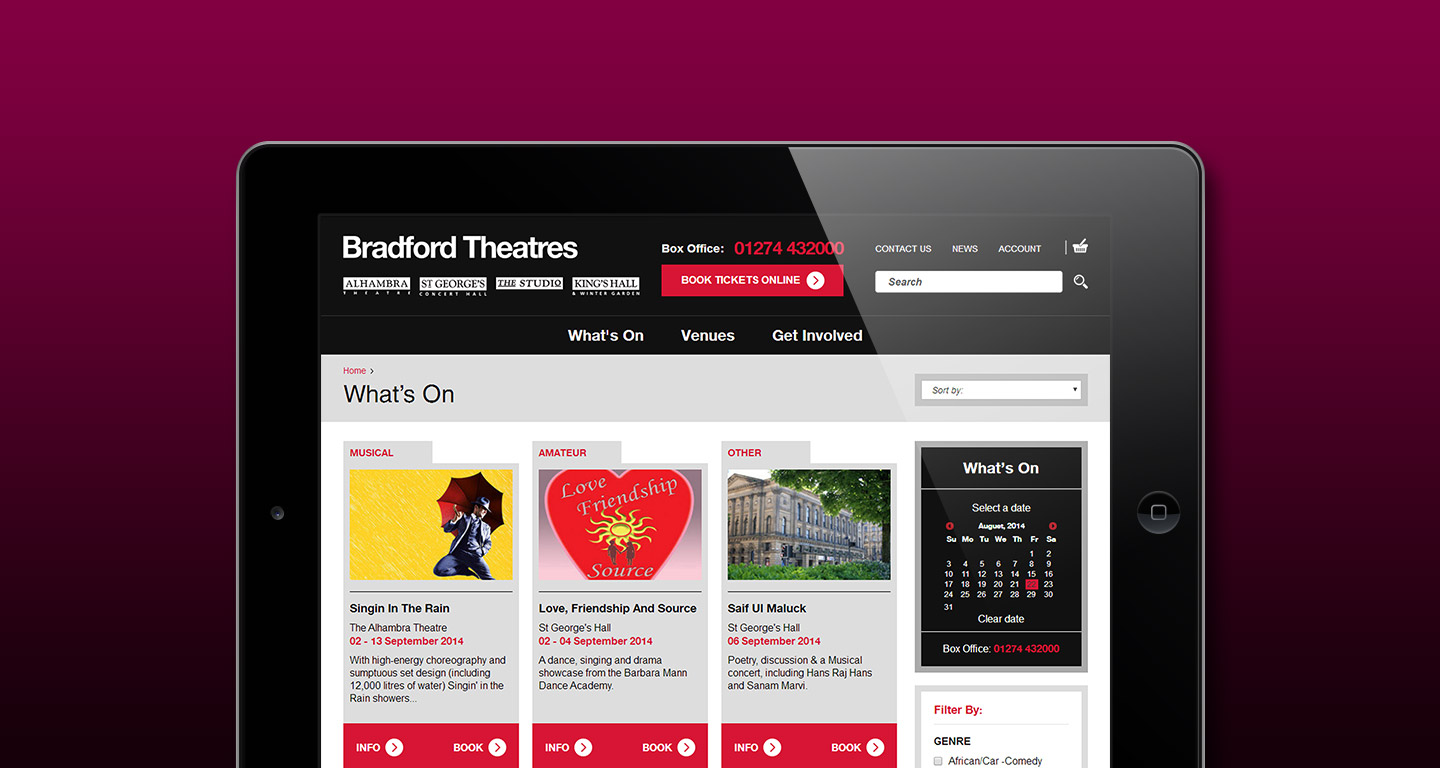 Bradford Theatres
ALHAMBRA
THEATRE
ST GEORGE'S
CONCERT HALL
THE STUDIO
KING'S HALL
& WINTER GARDEN
Box Office: 01274 432000
BOOK TICKETS ONLINE
CONTACT US NEWS ACCOUNT
Search
What's On Venues Get Involved
Home ›
What's On
Sort by:
MUSICAL
Singin In The Rain
The Alhambra Theatre
02 - 13 September 2014
With high-energy choreography and
sumptuous set design (including
12,000 litres of water) Singin' in the
Rain showers...
INFO BOOK
AMATEUR
Love
Friendship
Source
Love, Friendship And Source
St George's Hall
02 - 04 September 2014
A dance, singing and drama
showcase from the Barbara Mann
Dance Academy.
INFO BOOK
OTHER
Saif Ul Maluck
St George's Hall
06 September 2014
Poetry, discussion & a Musical
concert, including Hans Raj Hans
and Sanam Marvi.
INFO BOOK
What's On
Select a date
August, 2014
Su Mo Tu We Th Fr Sa
1 2
3 4 5 6 7 8 9
10 11 12 13 14 15 16
17 18 19 20 21 22 23
24 25 26 27 28 29 30
31
Clear date
Box Office: 01274 432000
Filter By:
GENRE
African/Car -Comedy